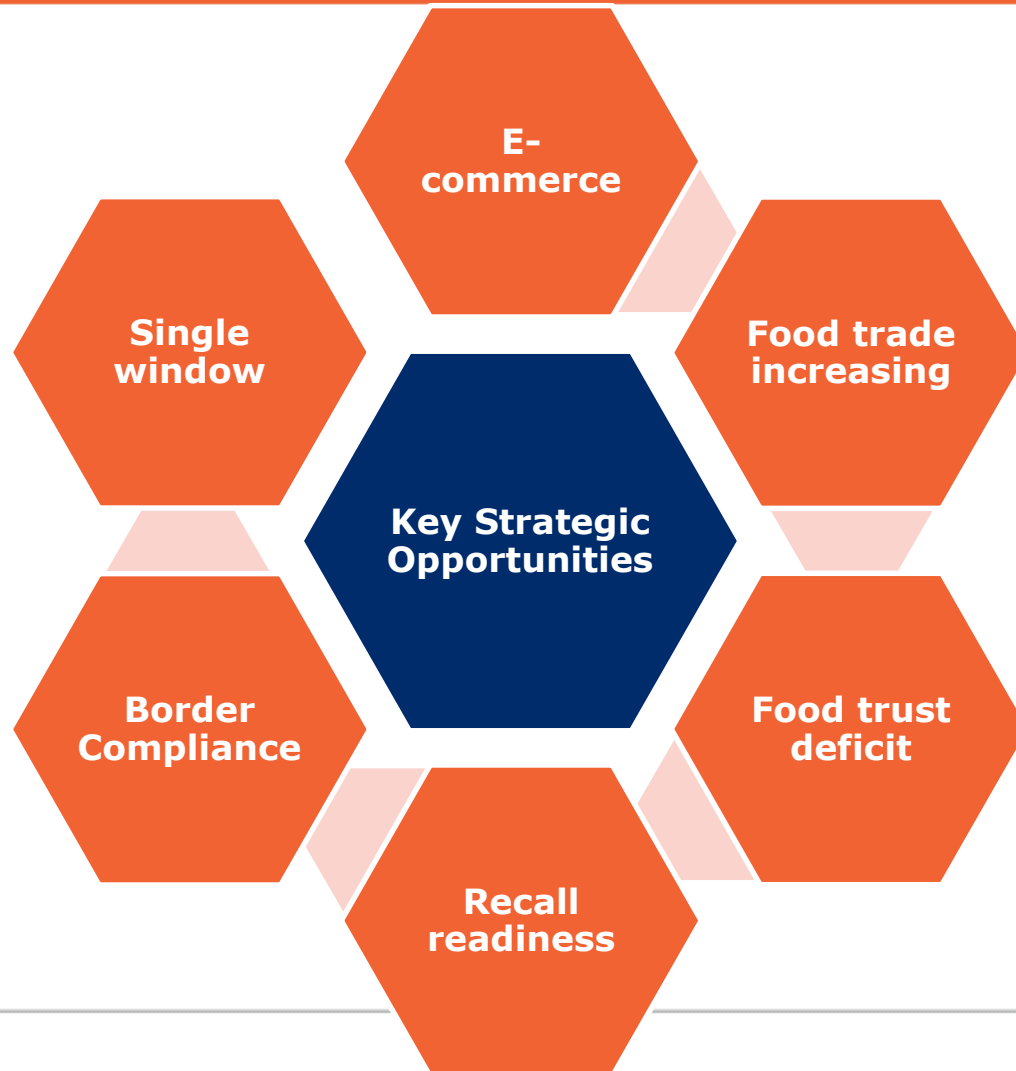 E-
commerce
Single
window
Food trade
increasing
Key Strategic
Opportunities
Border
Compliance
Food trust
deficit
Recall
readiness